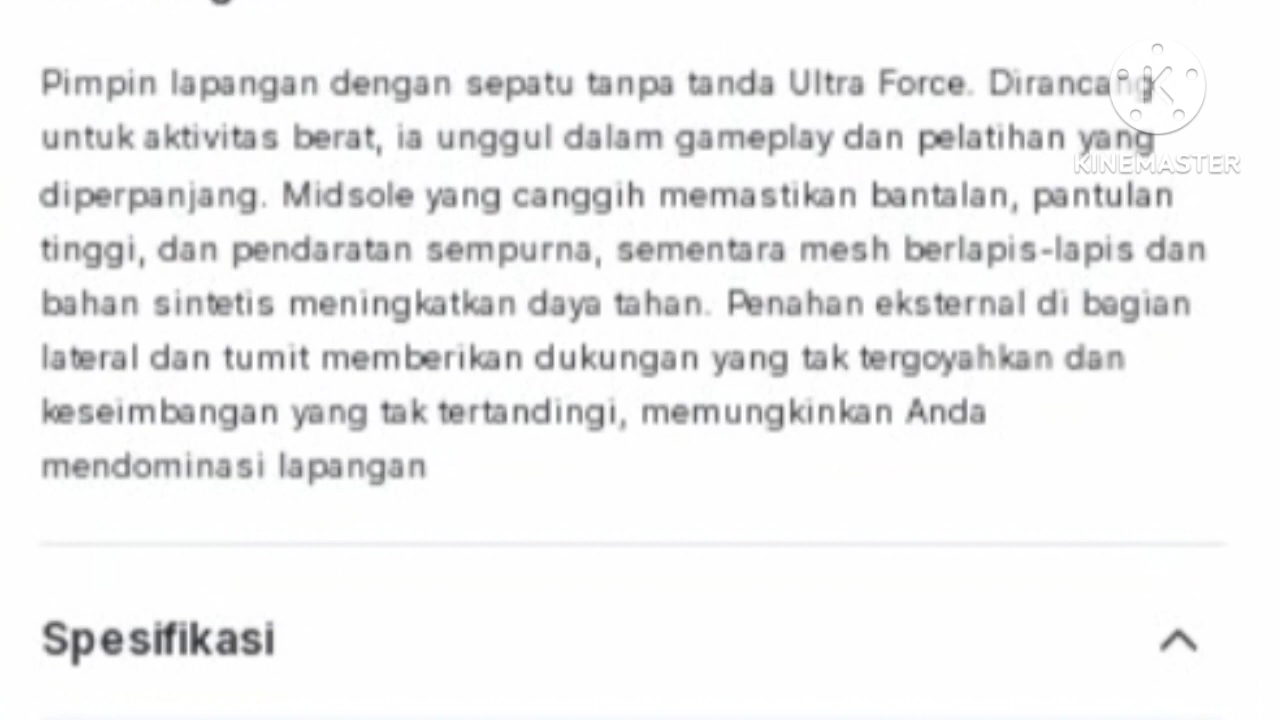 Pimpin lapangan dengan sepatu tanpa tanda Ultra Force. Dirancang
untuk aktivitas berat, ia unggul dalam gameplay dan pelatihan yang
KINEMASTER
diperpanjang. Midsole yang canggih memastikan bantalan, pantulan
tinggi, dan pendaratan sempurna, sementara mesh berlapis-lapis dan
bahan sintetis meningkatkan daya tahan. Penahan eksternal di bagian
lateral dan tumit memberikan dukungan yang tak tergoyahkan dan
keseimbangan yang tak tertandingi, memungkinkan Anda
mendominasi lapangan
Spesifikasi